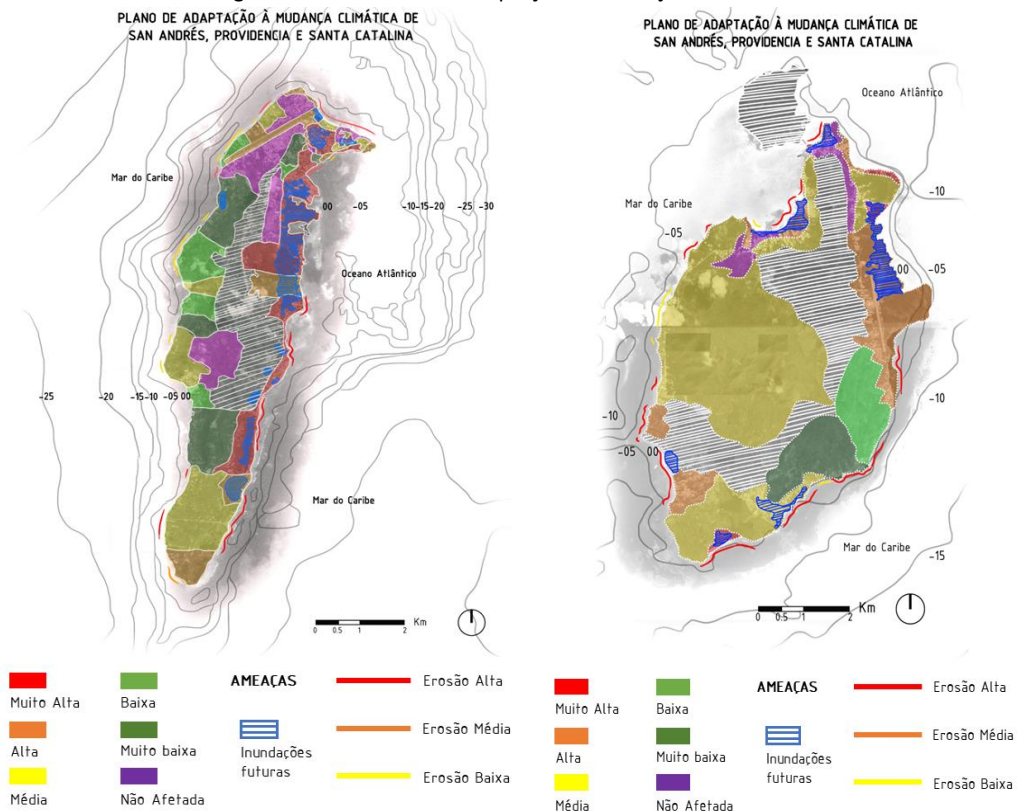 PLANO DE ADAPTAÇÃO À MUDANÇA CLIMÁTICA DE
SAN ANDRÉS, PROVIDENCIA E SANTA CATALINA
Mar do Caribe
00
-05
-10-15-20
-25
-30
Oceano Atlântico
-25
-20
-15-10
-05
00
Mar do Caribe
0
0.5
1
2
Km
Muito Alta
Alta
Média
Baixa
Muito baixa
Não Afetada
AMEAÇAS
Inundações
futuras
Erosão Alta
Erosão Média
Erosão Baixa
PLANO DE ADAPTAÇÃO À MUDANÇA CLIMÁTICA DE
SAN ANDRÉS, PROVIDENCIA E SANTA CATALINA
Oceano Atlântico
-10
Mar do Caribe
-05
00
-05
-10
-10
-05
00
Mar do Caribe
-15
0
0.5
1
2
Km
Muito Alta
Alta
Média
Baixa
Muito baixa
Não Afetada
AMEAÇAS
Inundações
futuras
Erosão Alta
Erosão Média
Erosão Baixa